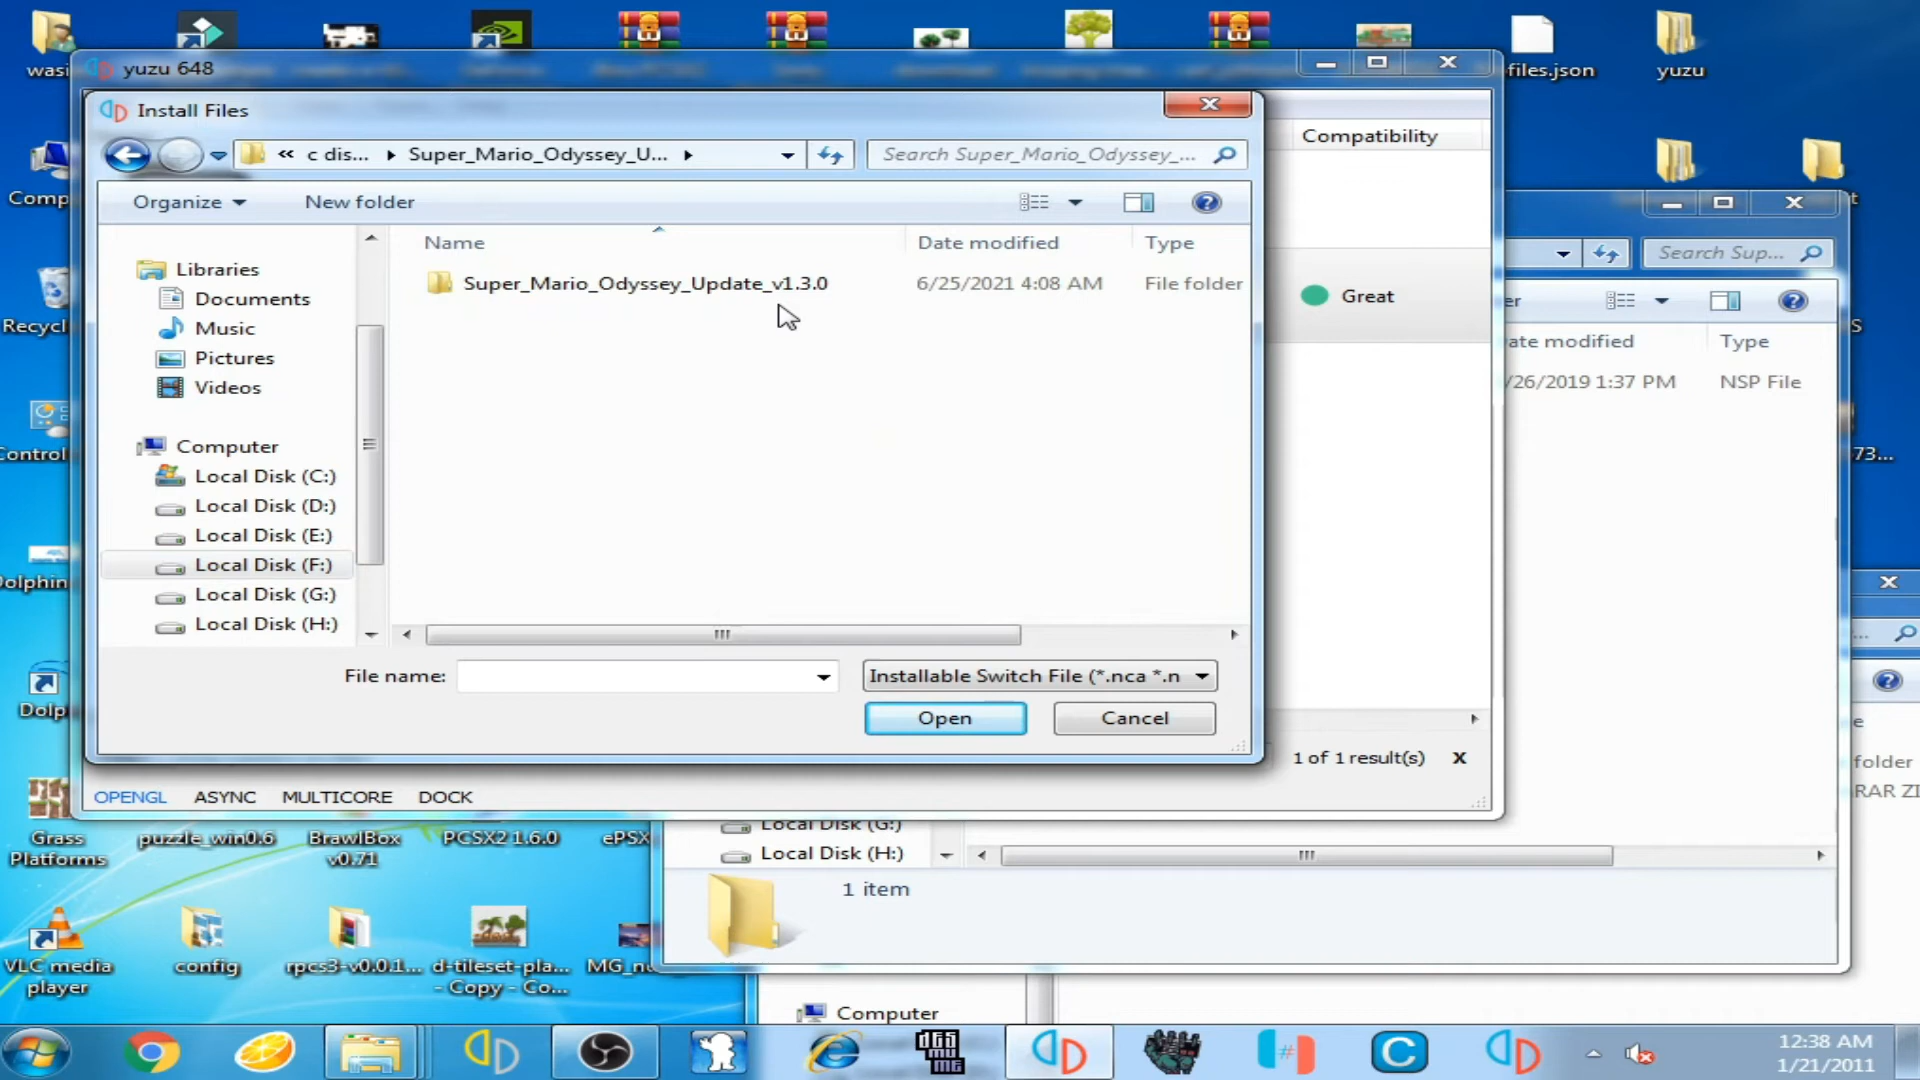 wasi
files.json
yuzu
yuzu 648
Install Files
Compatibility
« c dis... ▸ Super_Mario_Odyssey_U... ▸
Search Super_Mario_Odyssey_...
Organize
New folder
Name
Date modified
Type
Super_Mario_Odyssey_Update_v1.3.0
6/25/2021 4:08 AM
File folder
Great
Libraries
Documents
Music
Pictures
Videos
Computer
Local Disk (C:)
Local Disk (D:)
Local Disk (E:)
Local Disk (F:)
Local Disk (G:)
Local Disk (H:)
File name:
Installable Switch File (*.nca *.n
Open
Cancel
1 of 1 result(s)
x
OPENGL
ASYNC
MULTICORE
DOCK
Search Sup...
ate modified
Type
/26/2019 1:37 PM
NSP File
Comp
Recycl
Control
Dolphin
Dolp
73...
folder
RAR ZI
Local Disk (G:)
Local Disk (H:)
1 item
Computer
Grass
Platforms
puzzle_win0.6
BrawlBox
v0.71
PCSX2 1.6.0
ePSX
VLC media
player
config
rpcs3-v0.0.1...
d-tileset-pla...
- Copy - Co...
MG_nu
12:38 AM
1/21/2011